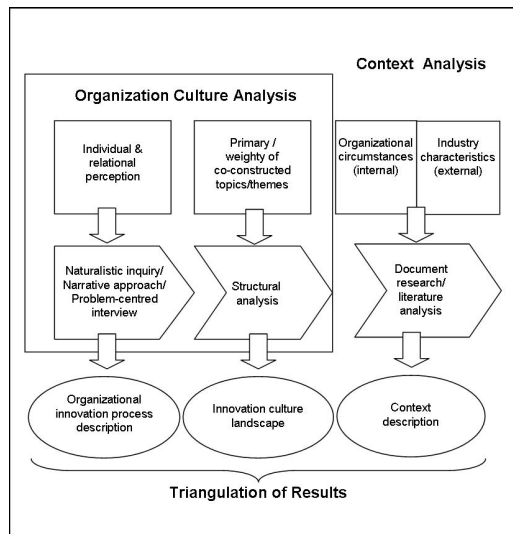 Context Analysis
Organization Culture Analysis
Individual &
relational
perception
Primary /
weighty of
co-constructed
topics/themes
Organizational
circumstances
(internal)
Industry
characteristics
(external)
Naturalistic inquiry/
Narrative approach/
Problem-centred
interview
Structural
analysis
Document
research/
literature
analysis
Organizational
innovation process
description
Innovation culture
landscape
Context
description
Triangulation of Results